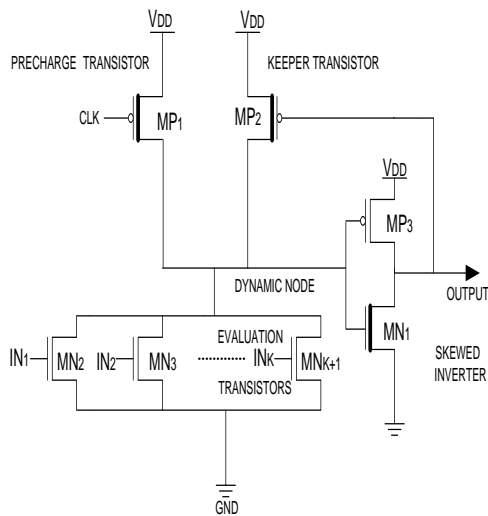 VDD
VDD
PRECHARGE TRANSISTOR
KEEPER TRANSISTOR
CLK
MP1
MP2
VDD
MP3
DYNAMIC NODE
OUTPUT
MN1
IN1
MN2
IN2
MN3
EVALUATION
INK
MNK+1
TRANSISTORS
SKEWED
INVERTER
GND